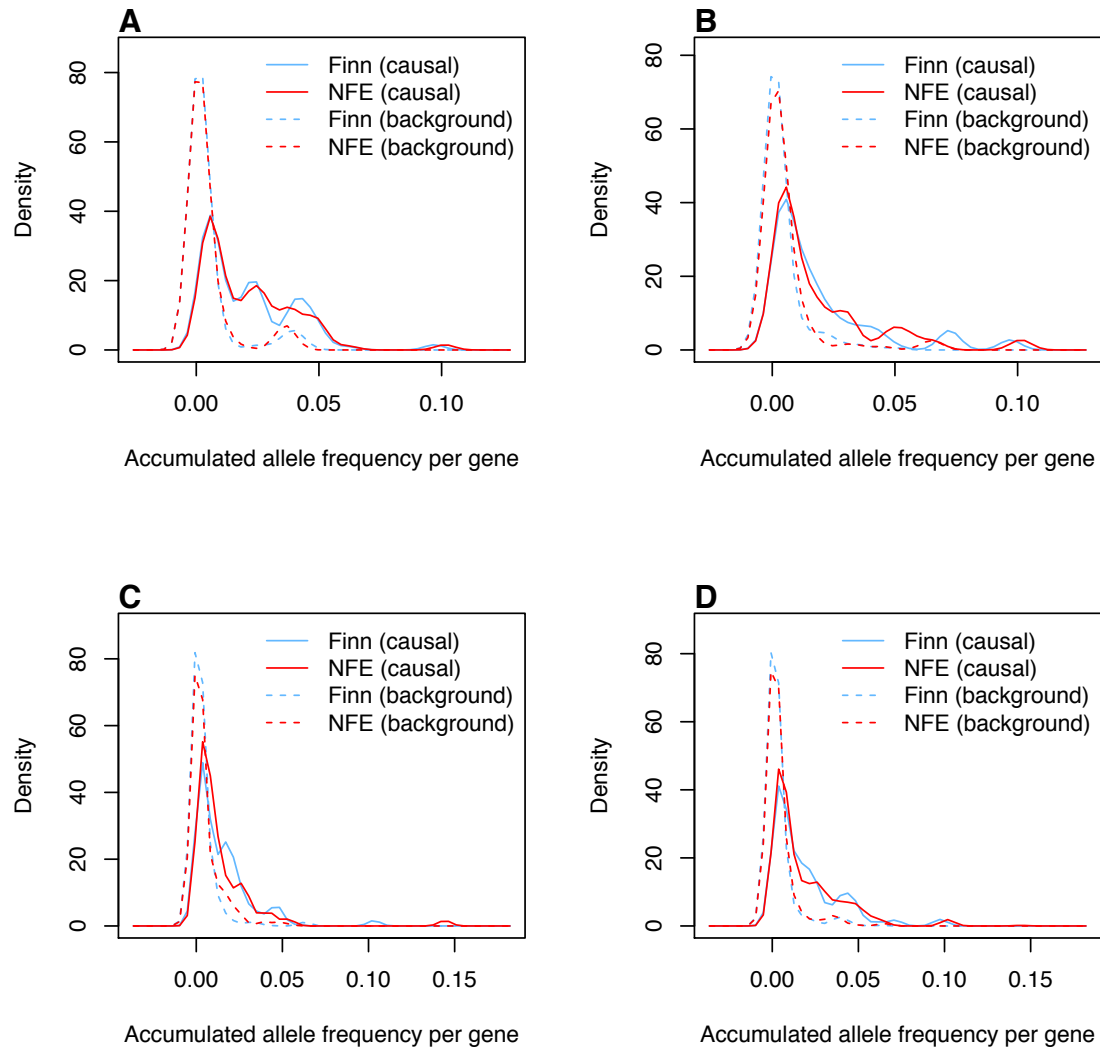 A
Finn (causal)
NFE (causal)
Finn (background)
NFE (background)
Density
0
20
40
60
80
0.00
0.05
0.10
Accumulated allele frequency per gene
B
Finn (causal)
NFE (causal)
Finn (background)
NFE (background)
Density
0
20
40
60
80
0.00
0.05
0.10
Accumulated allele frequency per gene
C
Finn (causal)
NFE (causal)
Finn (background)
NFE (background)
Density
0
20
40
60
80
0.00
0.05
0.10
0.15
Accumulated allele frequency per gene
D
Finn (causal)
NFE (causal)
Finn (background)
NFE (background)
Density
0
20
40
60
80
0.00
0.05
0.10
0.15
Accumulated allele frequency per gene